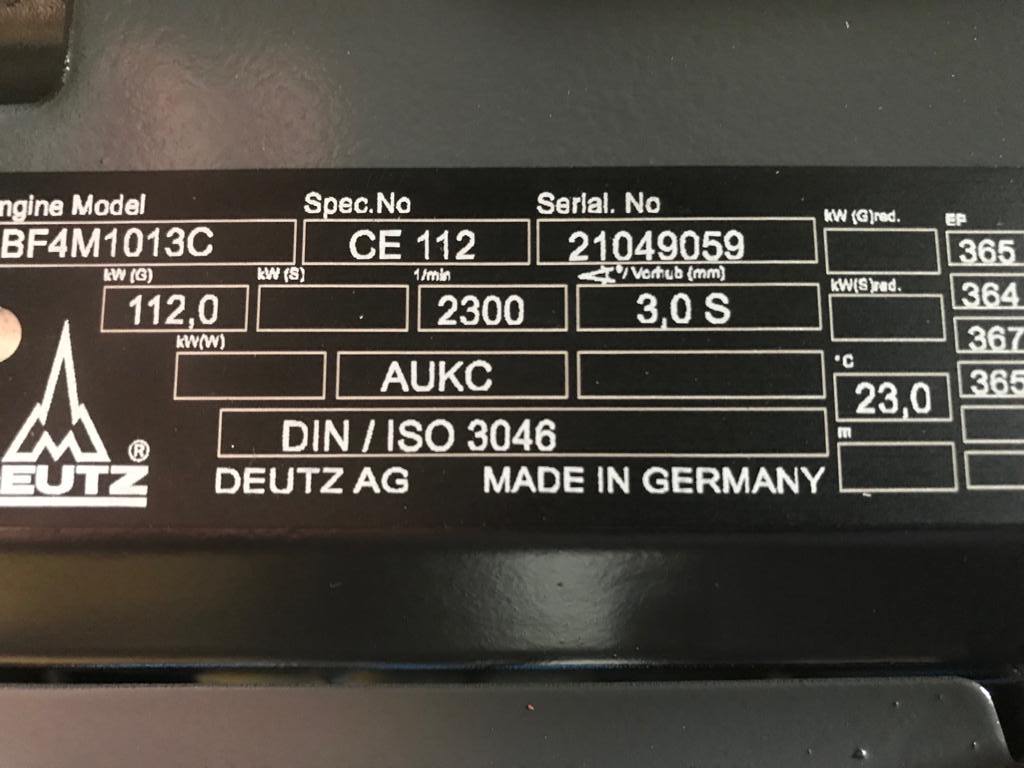 ngine Model Spec.No Serial. No kW (G)red. EP
BF4M1013C CE 112 21049059 365
kW (G) kW (S) 1/min °/ Vorhub (mm) kW(S)red.
112,0 2300 3,0 S 364
kW(W) 367
AUKC °C 365
23,0
DIN / ISO 3046 m
DEUTZ AG MADE IN GERMANY
DEUTZ ®